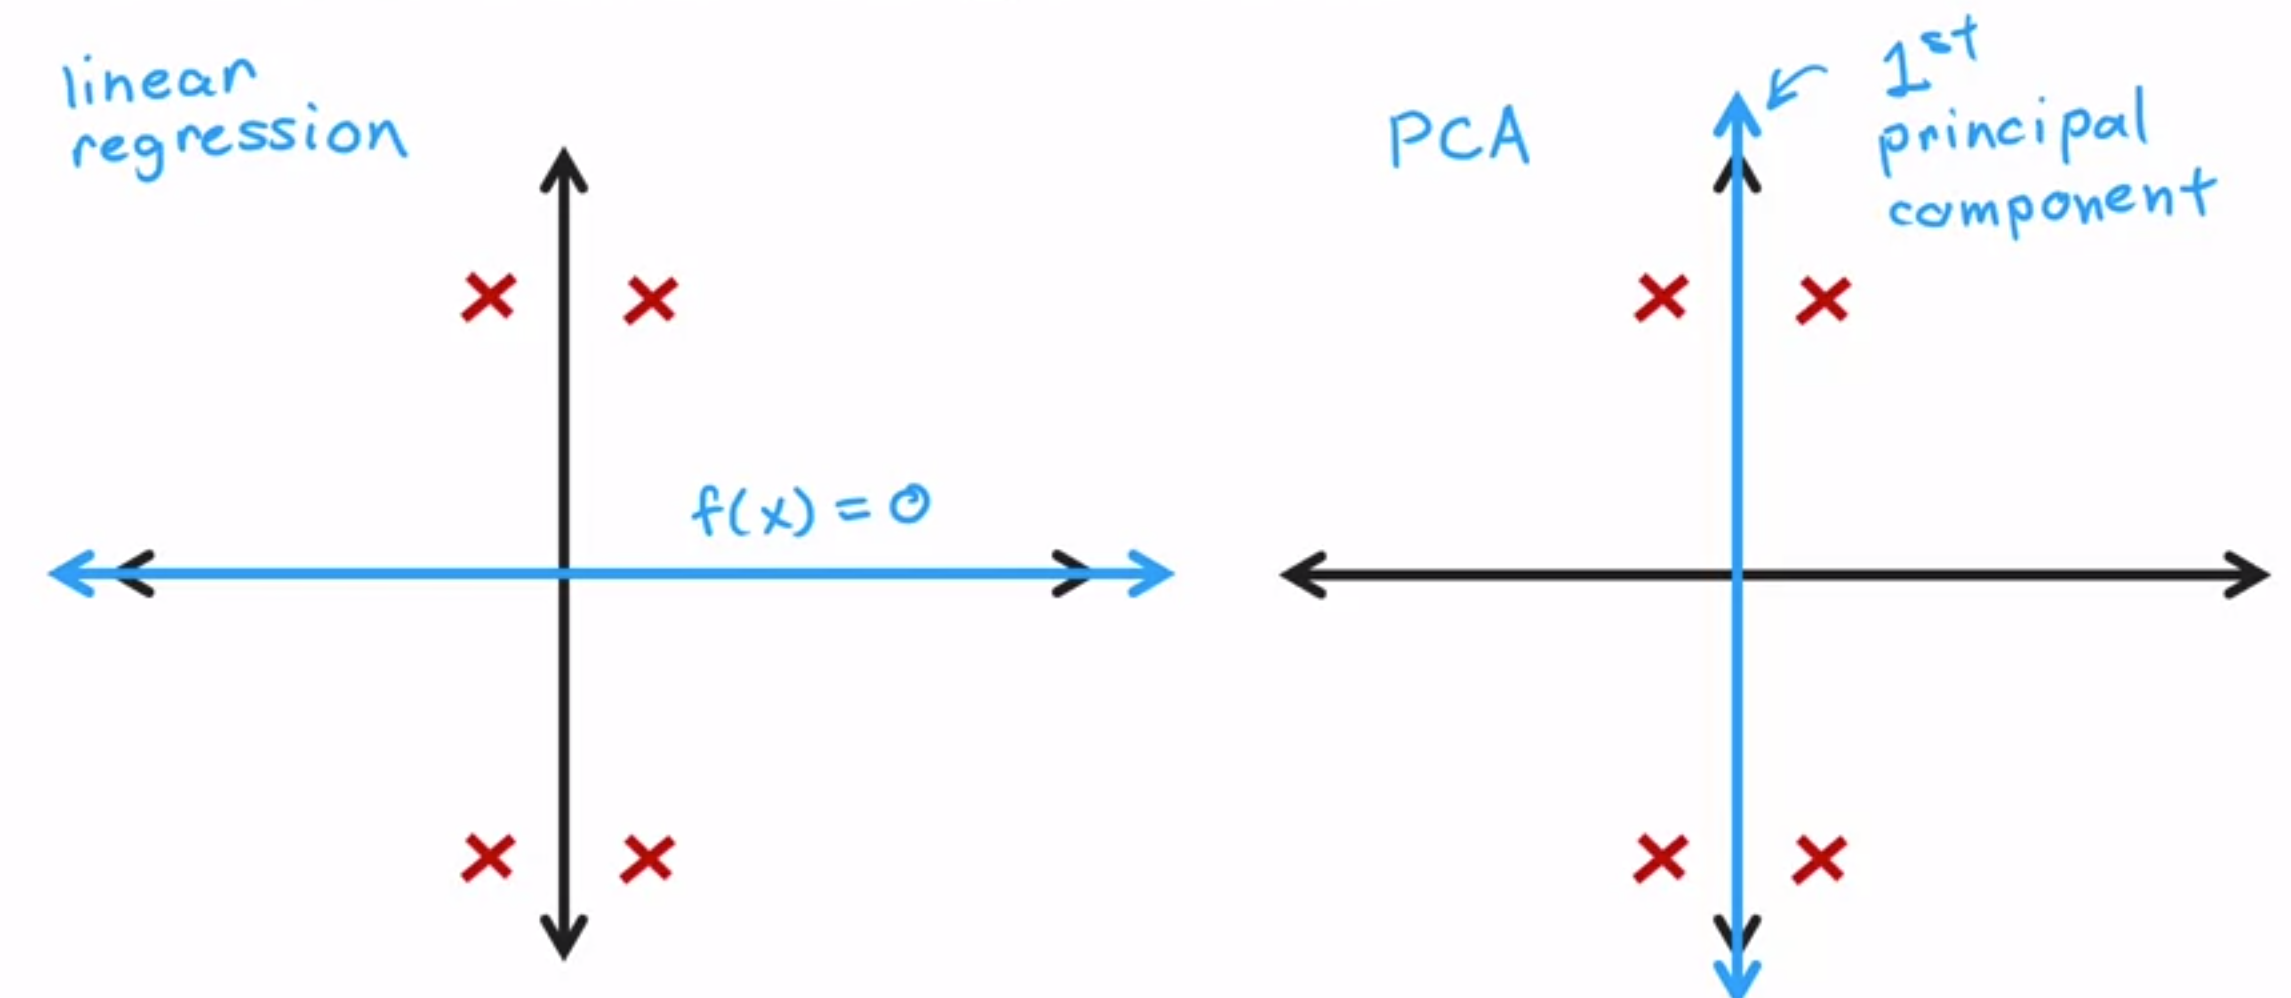 linear
regression
f(x) = 0
PCA
1st
principal
component